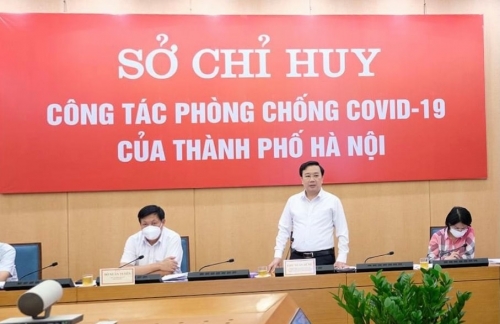 SỞ CHỈ HUY
CÔNG TÁC PHÒNG CHỐNG COVID-19
CỦA THÀNH PHỐ HÀ NỘI